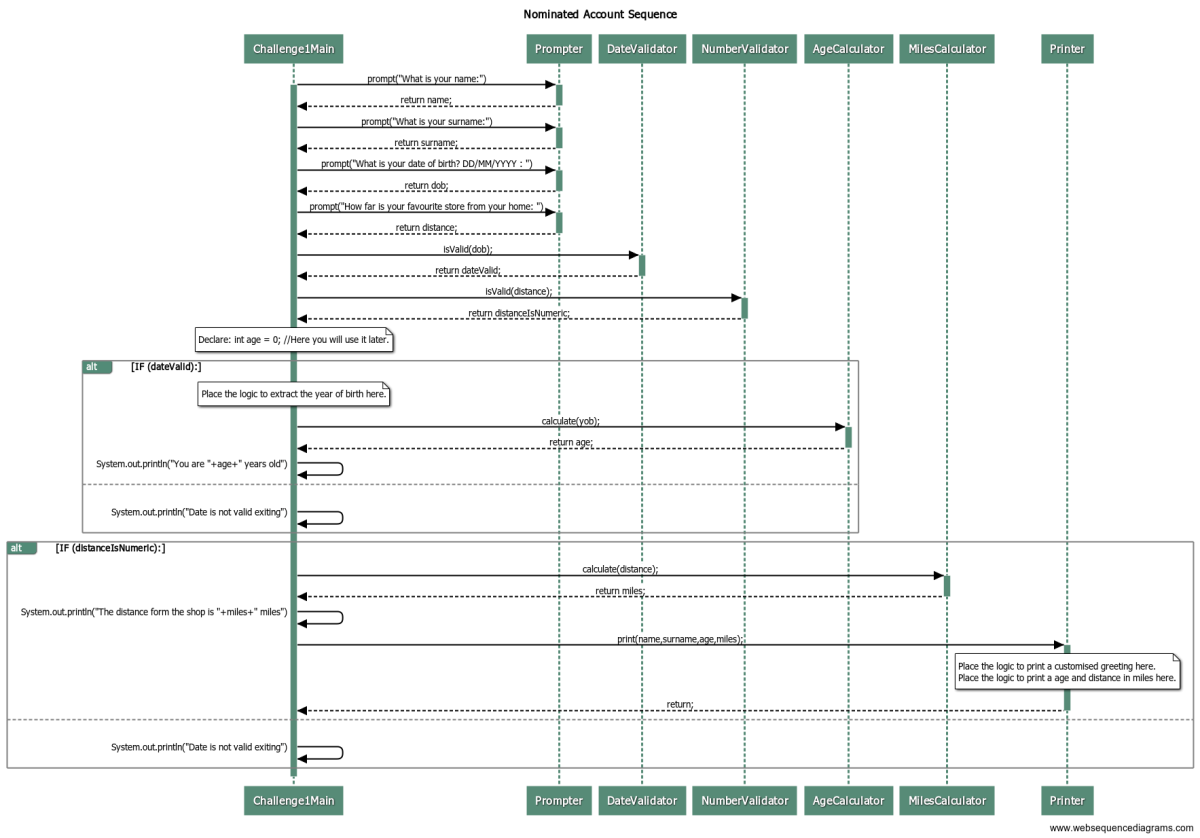 Nominated Account Sequence
Challenge1Main
Prompter
DateValidator
NumberValidator
AgeCalculator
MilesCalculator
Printer
prompt("What is your name:")
return name;
prompt("What is your surname:")
return surname;
prompt("What is your date of birth? DD/MM/YYYY : ")
return dob;
prompt("How far is your favourite store from your home: ")
return distance;
isValid(dob);
return dateValid;
isValid(distance);
return distanceIsNumeric;
Declare: int age = 0; //Here you will use it later.
alt
[IF (dateValid):]
Place the logic to extract the year of birth here.
calculate(yob);
return age;
System.out.println("You are "+age+" years old")
System.out.println("Date is not valid exiting")
alt
[IF (distanceIsNumeric):]
calculate(distance);
return miles;
System.out.println("The distance form the shop is "+miles+" miles")
print(name,surname,age,miles);
Place the logic to print a customised greeting here.
Place the logic to print a age and distance in miles here.
return;
System.out.println("Date is not valid exiting")
Challenge1Main
Prompter
DateValidator
NumberValidator
AgeCalculator
MilesCalculator
Printer
www.websequencediagrams.com